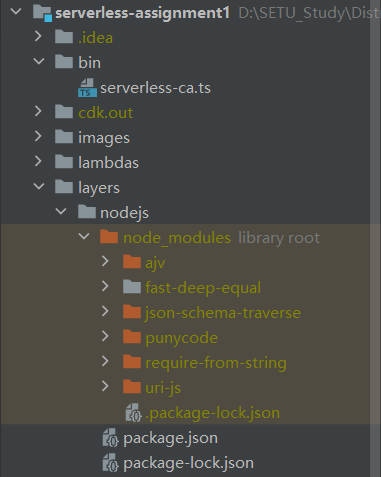 serverless-assignment1 D:\SETU_Study\Dist
.idea
bin
serverless-ca.ts
cdk.out
images
lambdas
layers
nodejs
node_modules library root
ajv
fast-deep-equal
json-schema-traverse
punycode
require-from-string
uri-js
.package-lock.json
package.json
package-lock.json